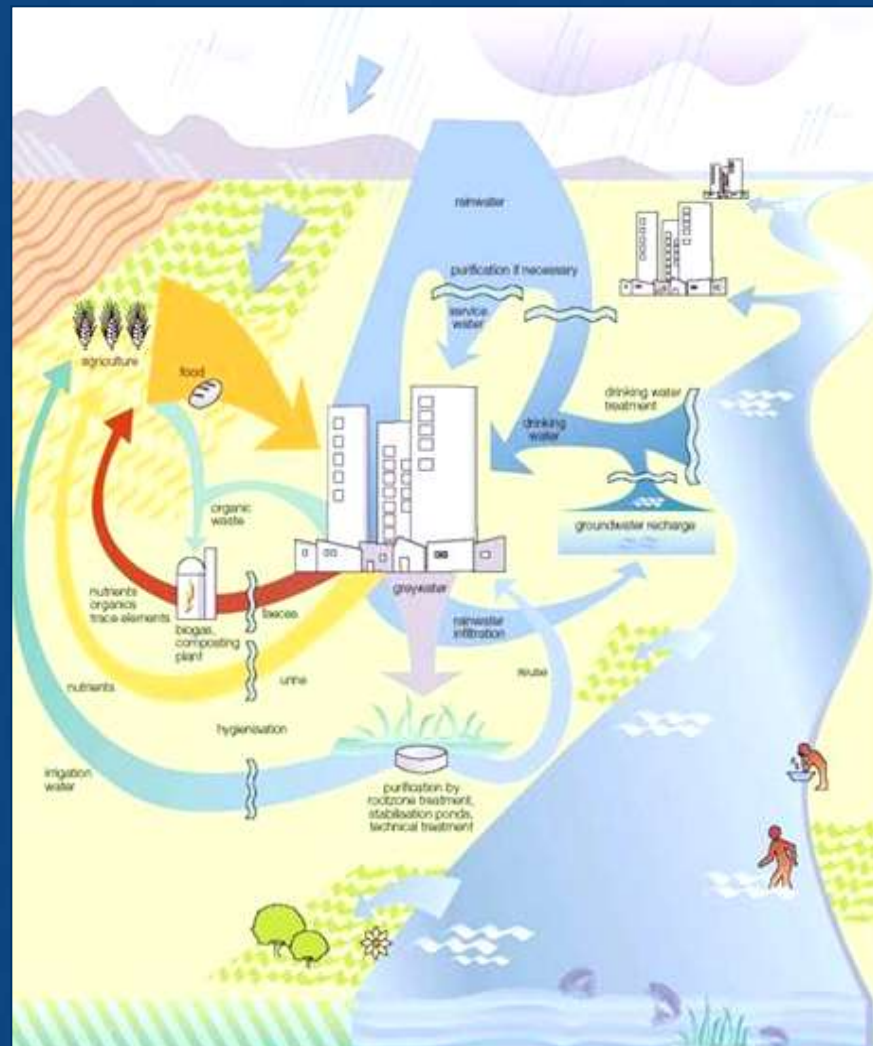 rainwater
purification if necessary
service
water
agriculture
food
drinking water
treatment
drinking
water
organic
waste
groundwater recharge
greywater
nutrients
organics
trace elements
faeces
biogas,
composting
plant
rainwater
infiltration
reuse
nutrients
urine
hygienisation
irrigation
water
purification by
rootzone treatment,
stabilisation ponds,
technical treatment